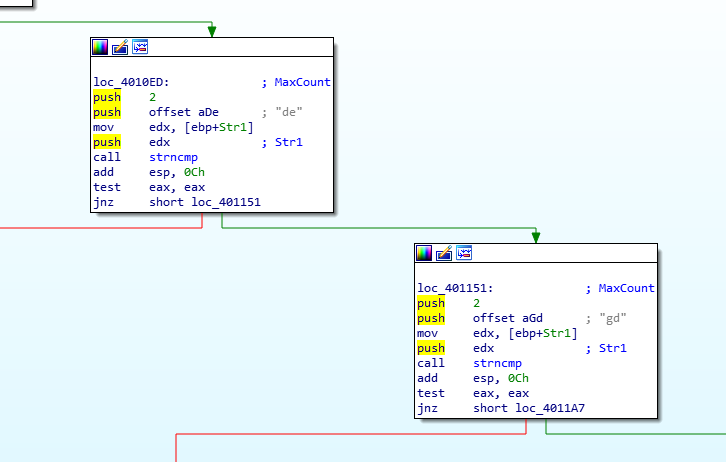 loc_4010ED: ; MaxCount
push 2
push offset aDe ; "de"
mov edx, [ebp+Str1]
push edx ; Str1
call strncmp
add esp, 0Ch
test eax, eax
jnz short loc_401151
loc_401151: ; MaxCount
push 2
push offset aGd ; "gd"
mov edx, [ebp+Str1]
push edx ; Str1
call strncmp
add esp, 0Ch
test eax, eax
jnz short loc_4011A7